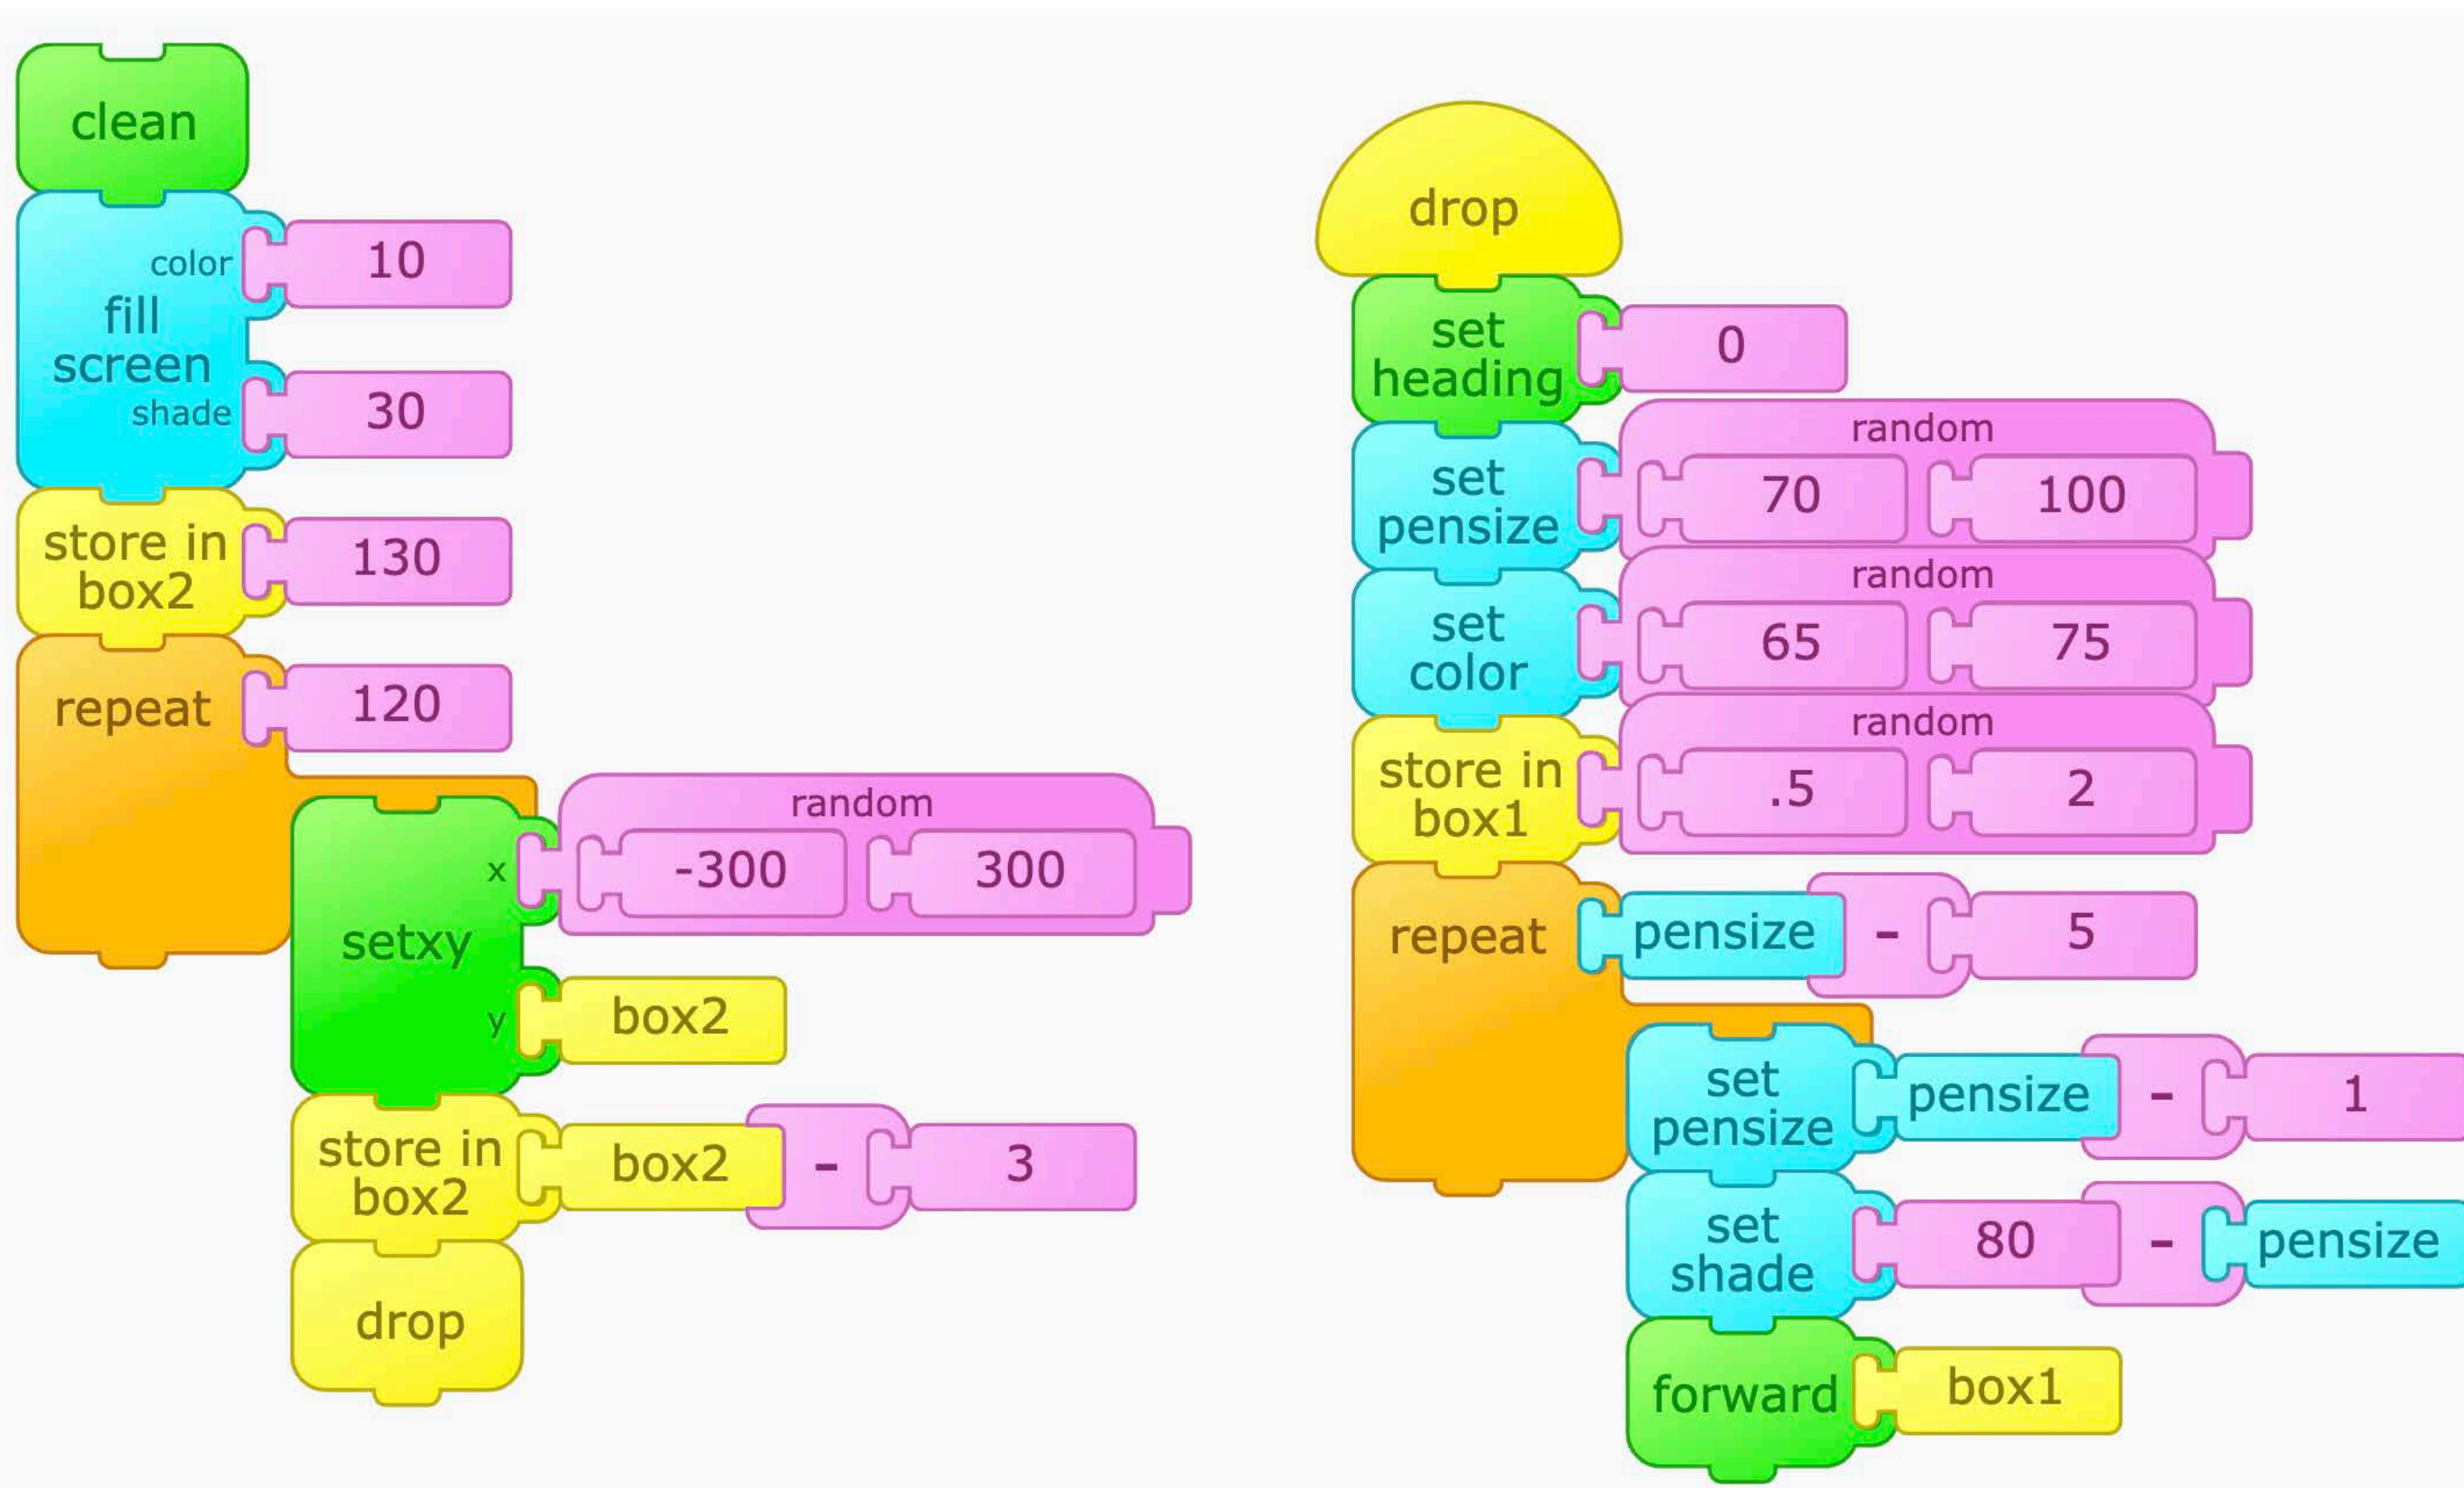 clean
color
10
fill
screen
shade
30
store in
box2
130
repeat
120
setxy
x
random
-300
300
y
box2
store in
box2
box2
-
3
drop
drop
set
heading
0
set
pensize
random
70
100
set
color
random
65
75
store in
box1
random
.5
2
repeat
pensize
-
5
set
pensize
pensize
-
1
set
shade
80
-
pensize
forward
box1